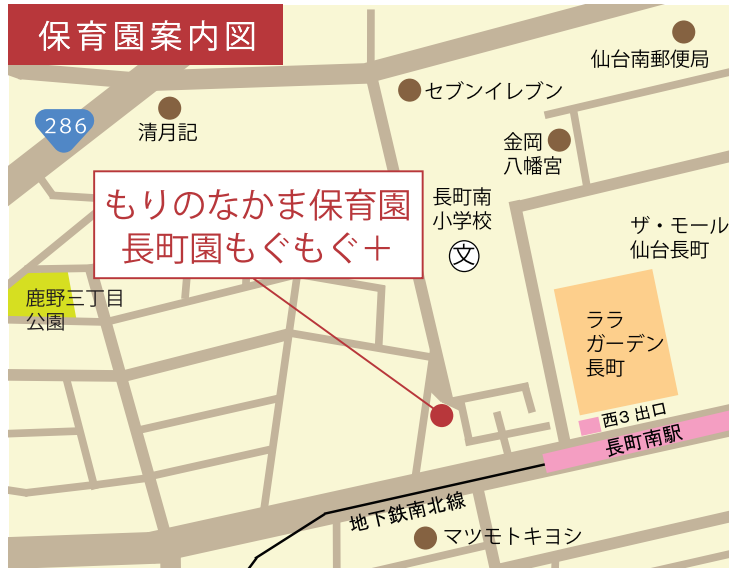 保育園案内図
仙台南郵便局
セブンイレブン
286
清月記
金岡
八幡宮
もりのなかま保育園
長町園もぐもぐ＋
長町南
小学校
文
ザ・モール
仙台長町
鹿野三丁目
公園
ララ
ガーデン
長町
西3 出口
長町南駅
地下鉄南北線
マツモトキヨシ